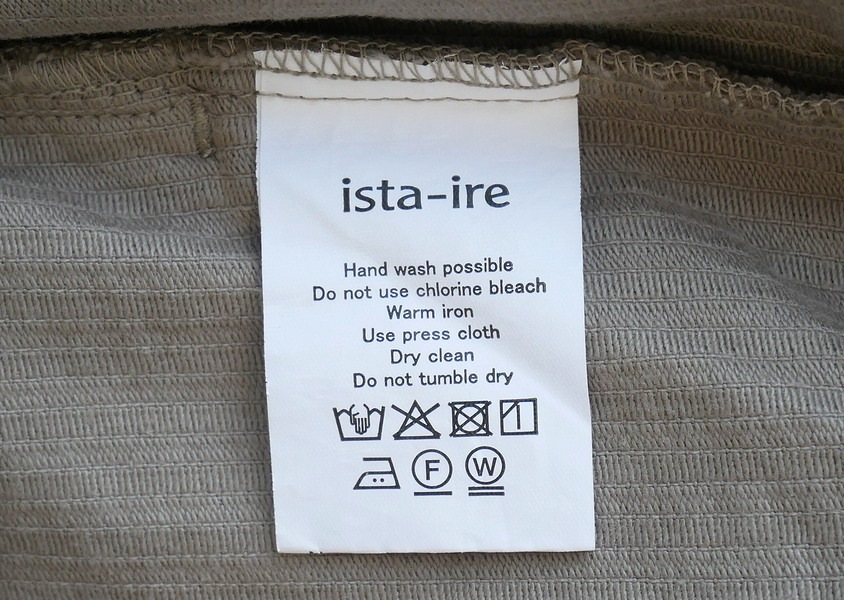 ista-ire
Hand wash possible
Do not use chlorine bleach
Warm iron
Use press cloth
Dry clean
Do not tumble dry
F W